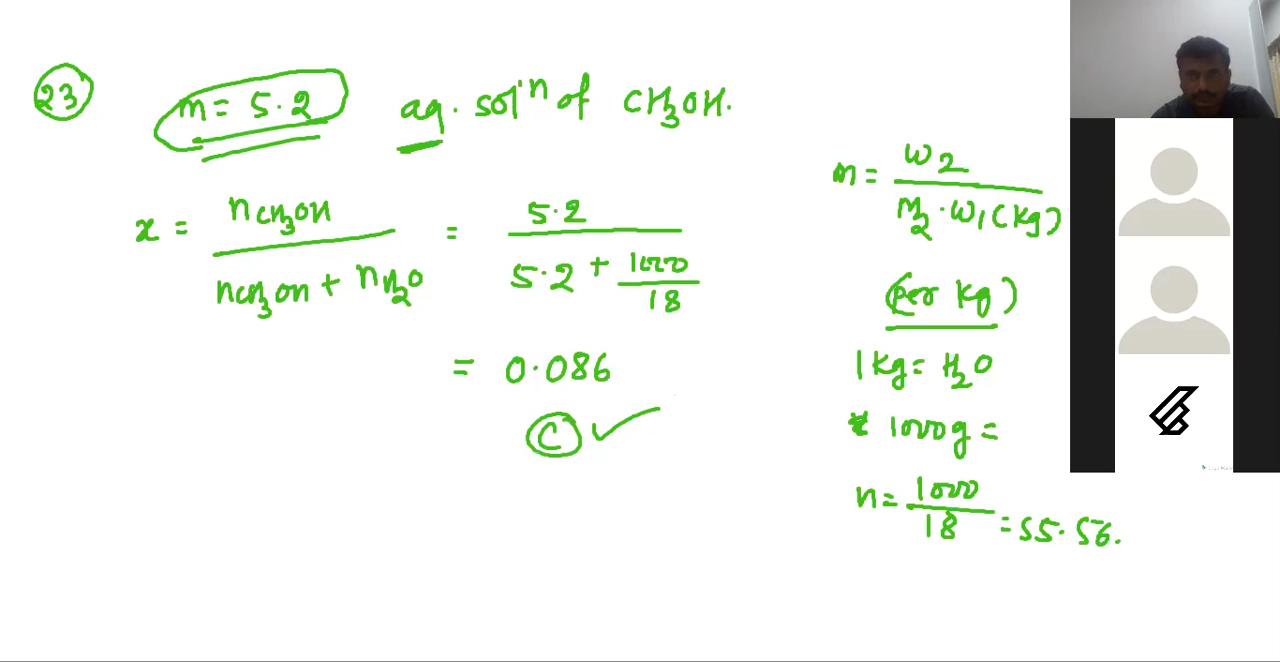 23
m = 5.2 aq. solⁿ of CH₃OH.
x = nCH₃OH / (nCH₃OH + nH₂O) = 5.2 / (5.2 + 1000/18)
= 0.086
C ✓
m = W₂ / (M₂ · W₁(kg))
(per kg)
1 kg = H₂O
1000g =
n = 1000/18 = 55.56.